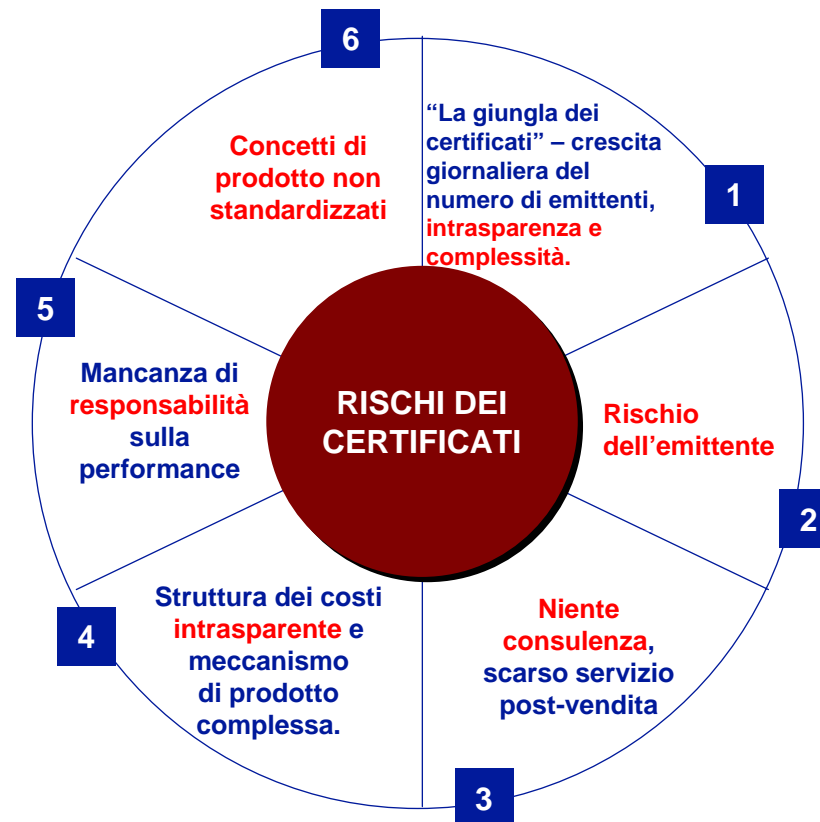 6
“La giungla dei
certificati” – crescita
giornaliera del
numero di emittenti,
intrasparenza e
complessità.
1
Rischio
dell’emittente
2
Niente
consulenza,
scarso servizio
post-vendita
3
Struttura dei costi
intrasparente e
meccanismo
di prodotto
complessa.
4
Mancanza di
responsabilità
sulla
performance
5
Concetti di
prodotto non
standardizzati
RISCHI DEI
CERTIFICATI